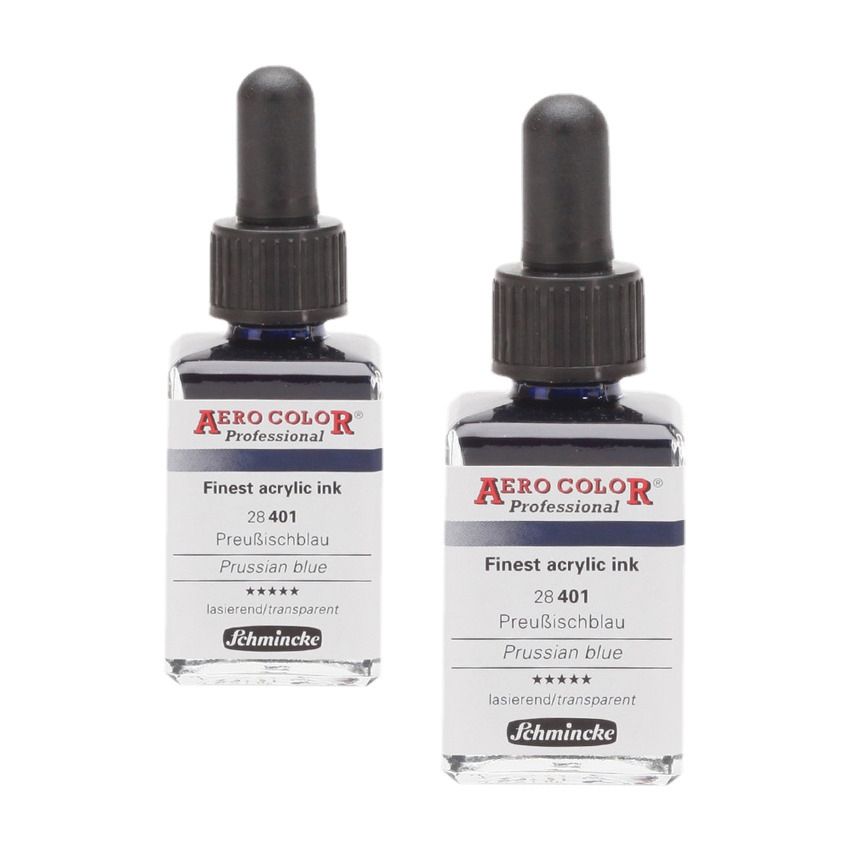 AERO COLOR®
Professional
Finest acrylic ink
28 401
Preußischblau
Prussian blue
★★★★★
lasierend/transparent
Schmincke
AERO COLOR®
Professional
Finest acrylic ink
28 401
Preußischblau
Prussian blue
★★★★★
lasierend/transparent
Schmincke